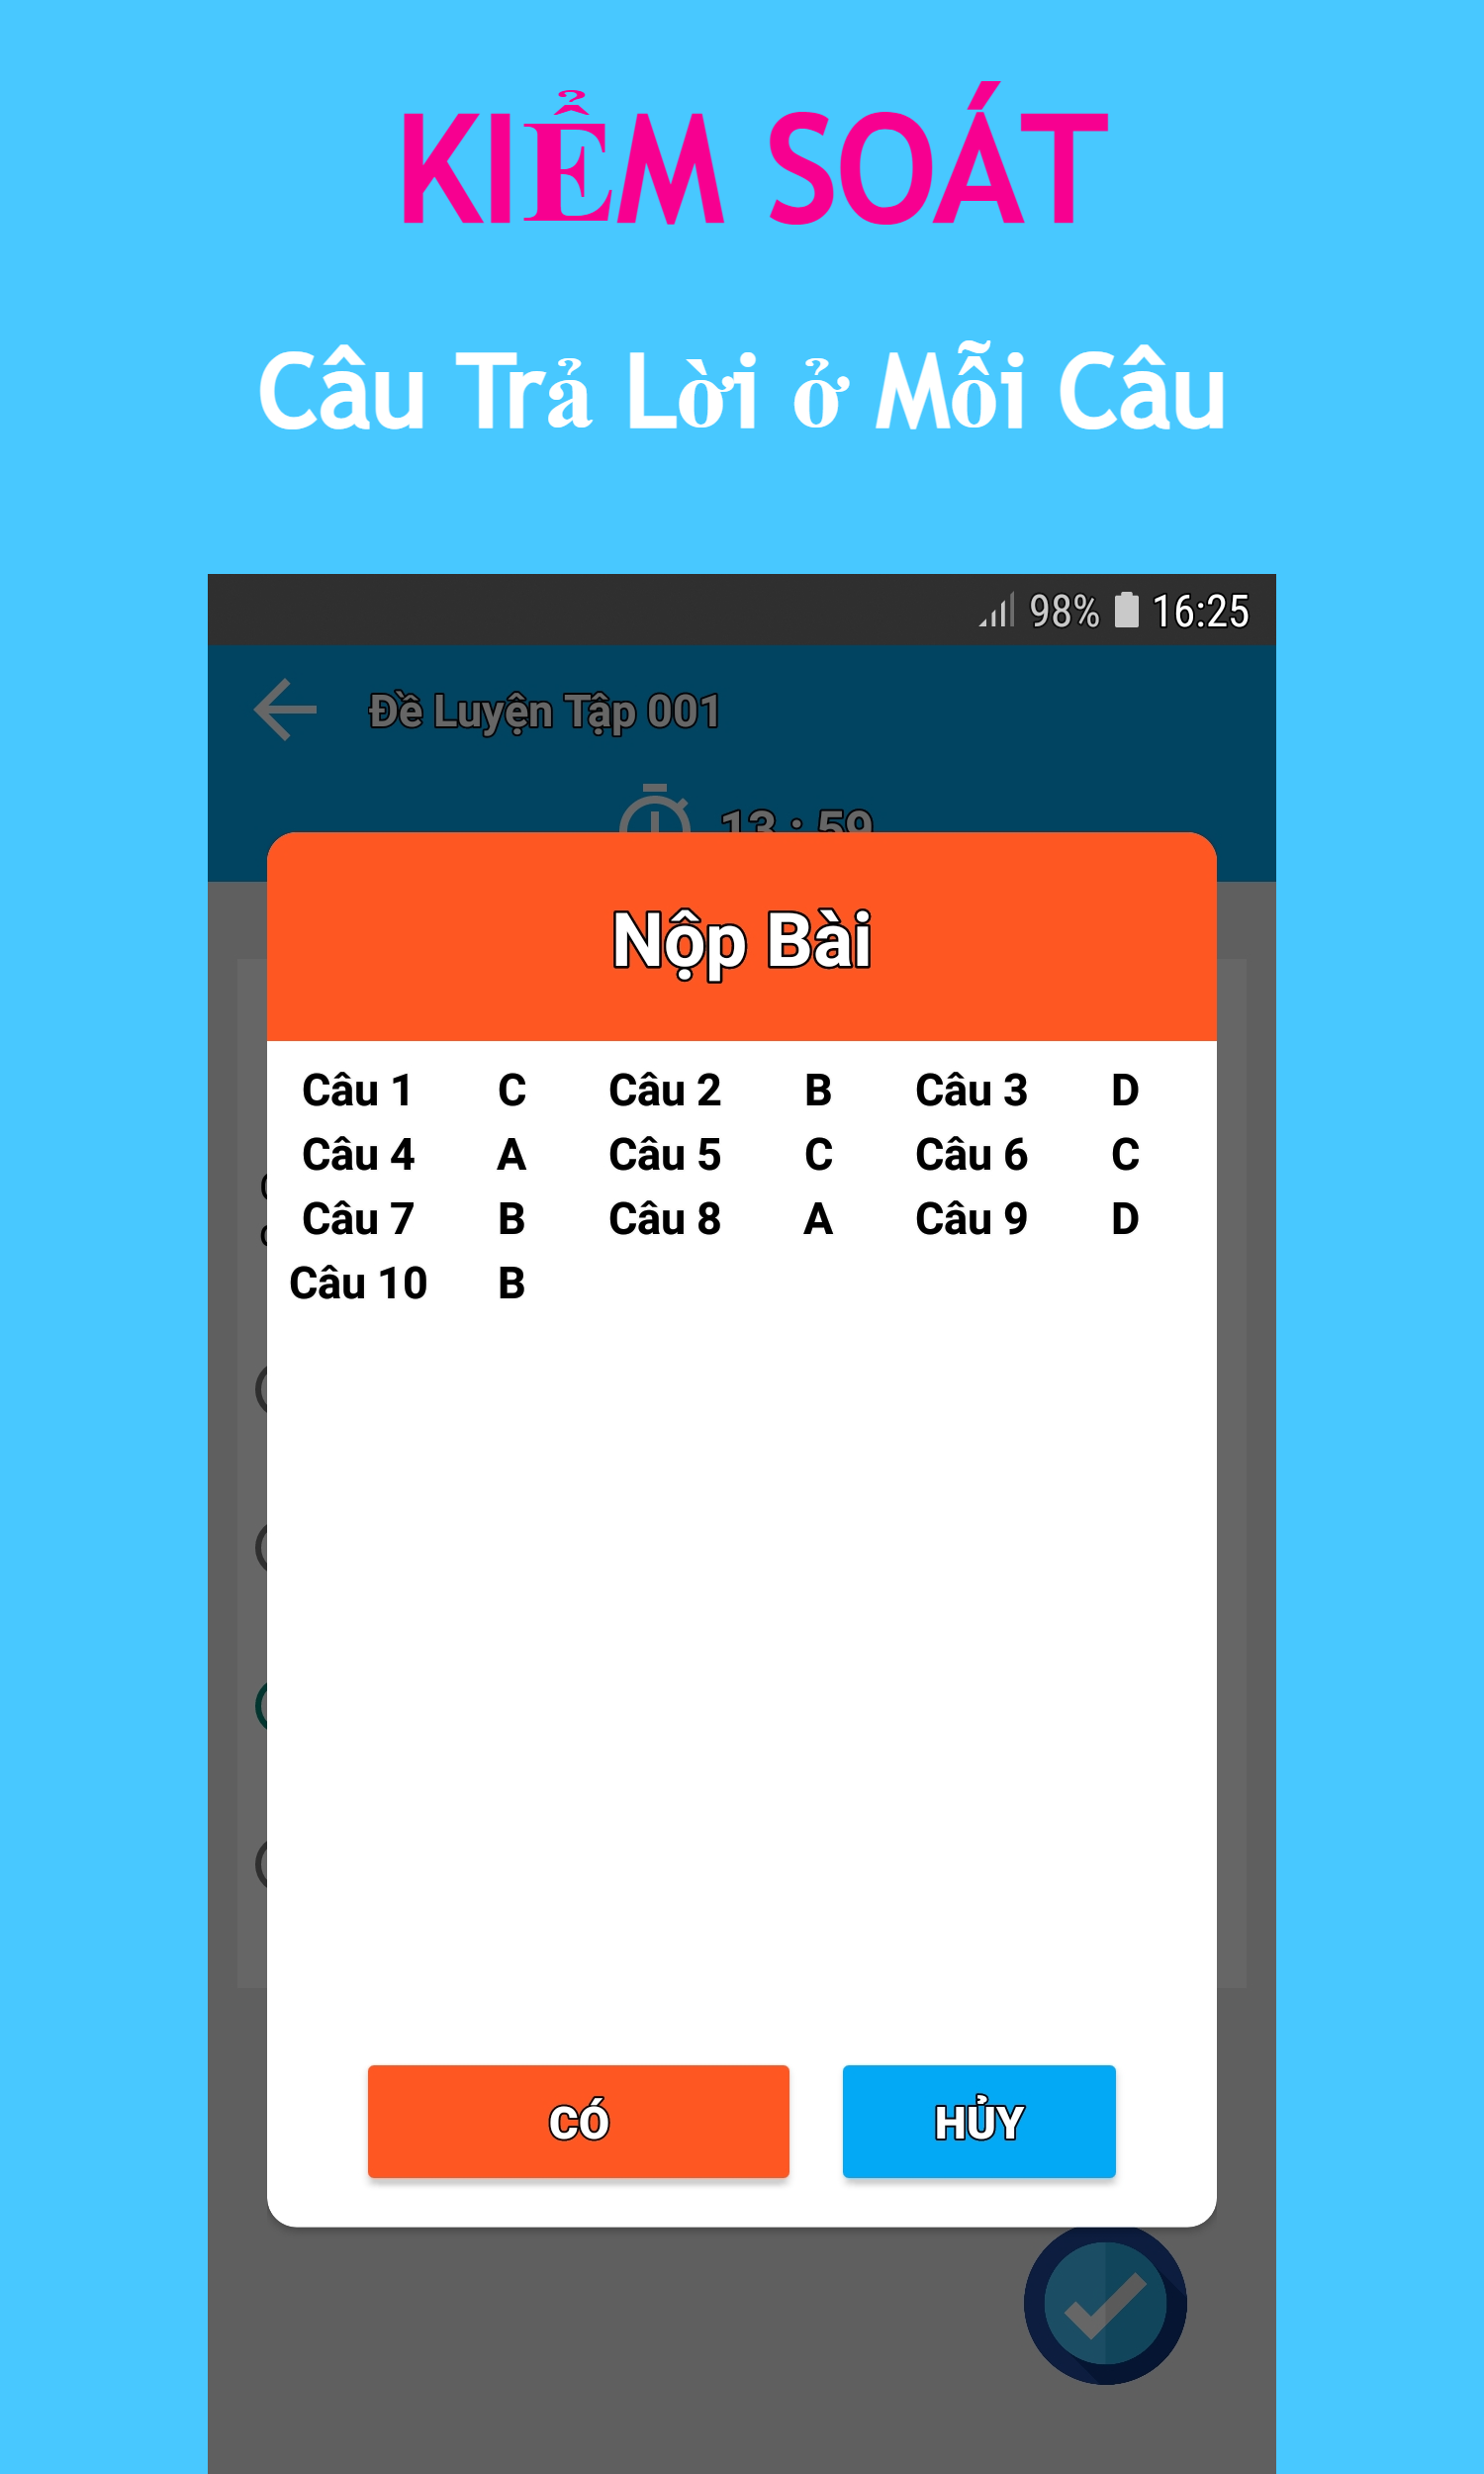 KIỂM SOÁT
Câu Trả Lời ở Mỗi Câu
98% 16:25
Đề Luyện Tập 001
13 : 59
Nộp Bài
Câu 1 C Câu 2 B Câu 3 D
Câu 4 A Câu 5 C Câu 6 C
Câu 7 B Câu 8 A Câu 9 D
Câu 10 B
CÓ HỦY